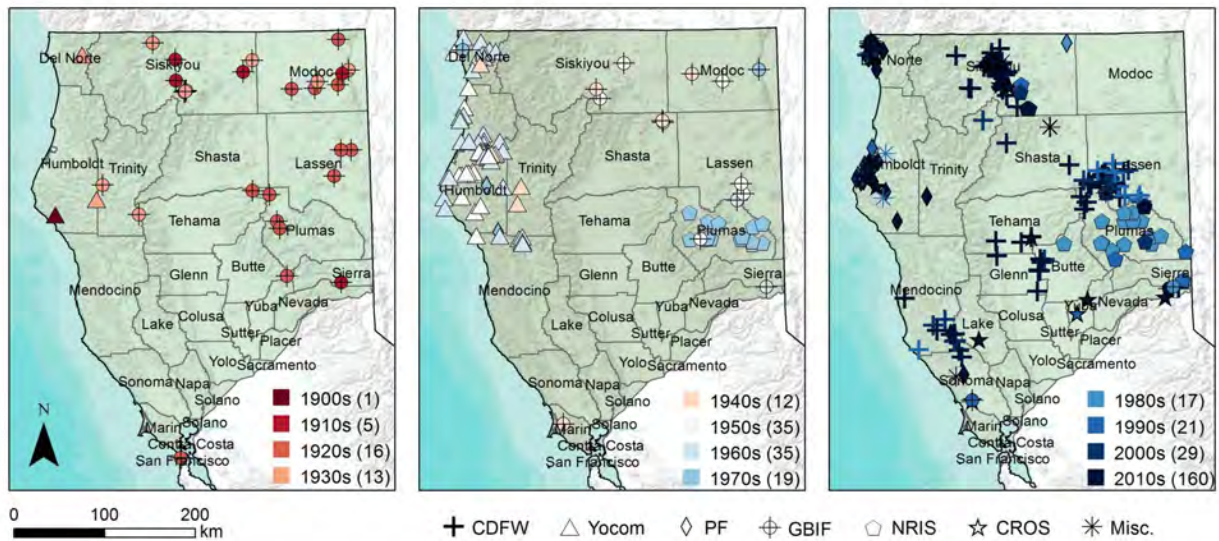 Del Norte
Siskiyou
Modoc
Humboldt
Trinity
Shasta
Lassen
Tehama
Plumas
Mendocino
Glenn
Butte
Sierra
Lake
Colusa
Yuba
Nevada
Sutter
Placer
Yolo
Sacramento
Sonoma
Napa
Solano
Marin
Solano
Contra Costa
San Francisco
N
1900s (1)
1910s (5)
1920s (16)
1930s (13)
Del Norte
Siskiyou
Modoc
Humboldt
Trinity
Shasta
Lassen
Tehama
Plumas
Mendocino
Glenn
Butte
Sierra
Lake
Colusa
Yuba
Nevada
Sutter
Placer
Yolo
Sacramento
Sonoma
Napa
Solano
Marin
Solano
Contra Costa
San Francisco
1940s (12)
1950s (35)
1960s (35)
1970s (19)
Del Norte
Siskiyou
Modoc
Humboldt
Trinity
Shasta
Lassen
Tehama
Plumas
Mendocino
Glenn
Butte
Sierra
Lake
Colusa
Yuba
Nevada
Sutter
Placer
Yolo
Sacramento
Sonoma
Napa
Solano
Marin
Solano
Contra Costa
San Francisco
1980s (17)
1990s (21)
2000s (29)
2010s (160)
0 100 200
km
CDFW Yocom PF GBIF NRIS CROS Misc.